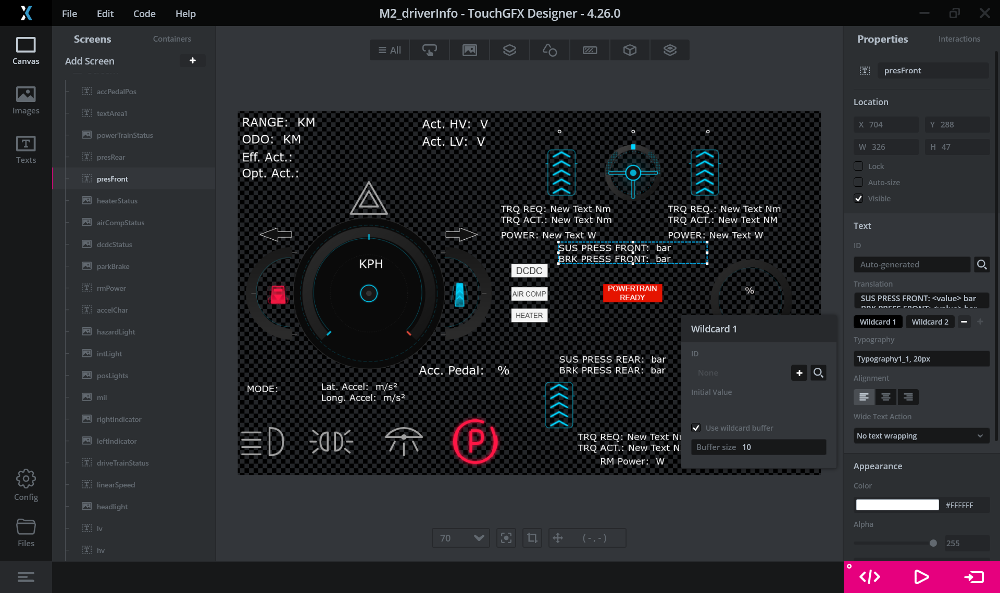 File Edit Code Help
M2_driverInfo - TouchGFX Designer - 4.26.0
Canvas
Images
Texts
Config
Files
Screens Containers
Add Screen +
accPedalPos
textArea1
powerTrainStatus
presRear
presFront
heaterStatus
airCompStatus
dcdcStatus
parkBrake
rmPower
accelChar
hazardLight
intLight
posLights
mil
rightIndicator
leftIndicator
driveTrainStatus
linearSpeed
headlight
lv
hv
All
RANGE: KM
ODO: KM
Eff. Act.:
Opt. Act.:
Act. HV: V
Act. LV: V
TRQ REQ: New Text Nm
TRQ ACT.: New Text Nm
POWER: New Text W
TRQ REQ.: New Text Nm
TRQ ACT.: New Text NM
POWER: New Text W
SUS PRESS FRONT: bar
BRK PRESS FRONT: bar
KPH
DCDC
AIR COMP
HEATER
POWERTRAIN
READY
%
SUS PRESS REAR: bar
BRK PRESS REAR: bar
Acc. Pedal: %
MODE:
Lat. Accel: m/s²
Long. Accel: m/s²
P
TRQ REQ: New Text
TRQ ACT.: New Text
RM Power: W
Wildcard 1
ID
None
Initial Value
Use wildcard buffer
Buffer size 10
70
(-,-)
Properties Interactions
presFront
Location
X 704 Y 288
W 326 H 47
Lock
Auto-size
Visible
Text
ID
Auto-generated
Translation
SUS PRESS FRONT: <value> bar
BRK PRESS FRONT: <value> bar
Wildcard 1 Wildcard 2
Typography
Typography1_1, 20px
Alignment
Wide Text Action
No text wrapping
Appearance
Color
#FFFFFF
Alpha
255